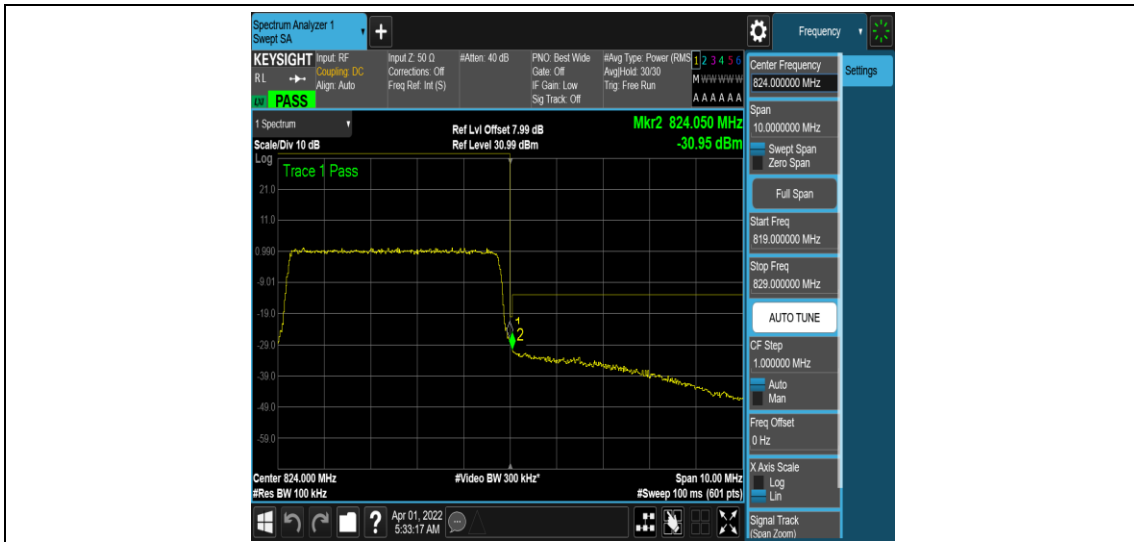 Spectrum Analyzer 1
Swept SA
Frequency
KEYSIGHT
RL
PASS
Input: RF
Coupling: DC
Align: Auto
Input Z: 50 Ω
Corrections: Off
Freq Ref: Int (S)
#Atten: 40 dB
PNO: Best Wide
Gate: Off
IF Gain: Low
Sig Track: Off
#Avg Type: Power (RMS
Avg|Hold: 30/30
Trig: Free Run
1 2 3 4 5 6
M W W W W W
A A A A A A
1 Spectrum
Scale/Div 10 dB
Ref Lvl Offset 7.99 dB
Ref Level 30.99 dBm
Mkr2 824.050 MHz
-30.95 dBm
Log
Trace 1 Pass
21.0
11.0
0.990
-9.01
-19.0
-29.0
-39.0
-49.0
-59.0
1
2
Center 824.000 MHz
#Res BW 100 kHz
#Video BW 300 kHz*
Span 10.00 MHz
#Sweep 100 ms (601 pts)
Apr 01, 2022
5:33:17 AM
Center Frequency
824.000000 MHz
Settings
Span
10.0000000 MHz
Swept Span
Zero Span
Full Span
Start Freq
819.000000 MHz
Stop Freq
829.000000 MHz
AUTO TUNE
CF Step
1.000000 MHz
Auto
Man
Freq Offset
0 Hz
X Axis Scale
Log
Lin
Signal Track
(Span Zoom)